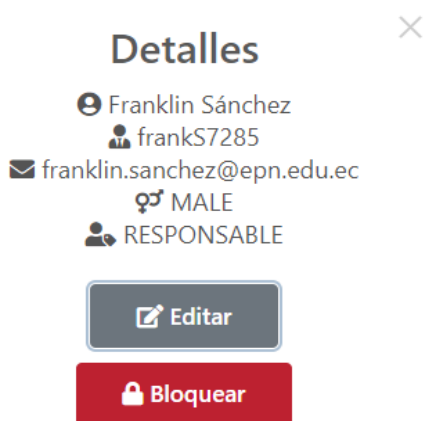 Detalles
Franklin Sánchez
frankS7285
franklin.sanchez@epn.edu.ec
MALE
RESPONSABLE
Editar
Bloquear